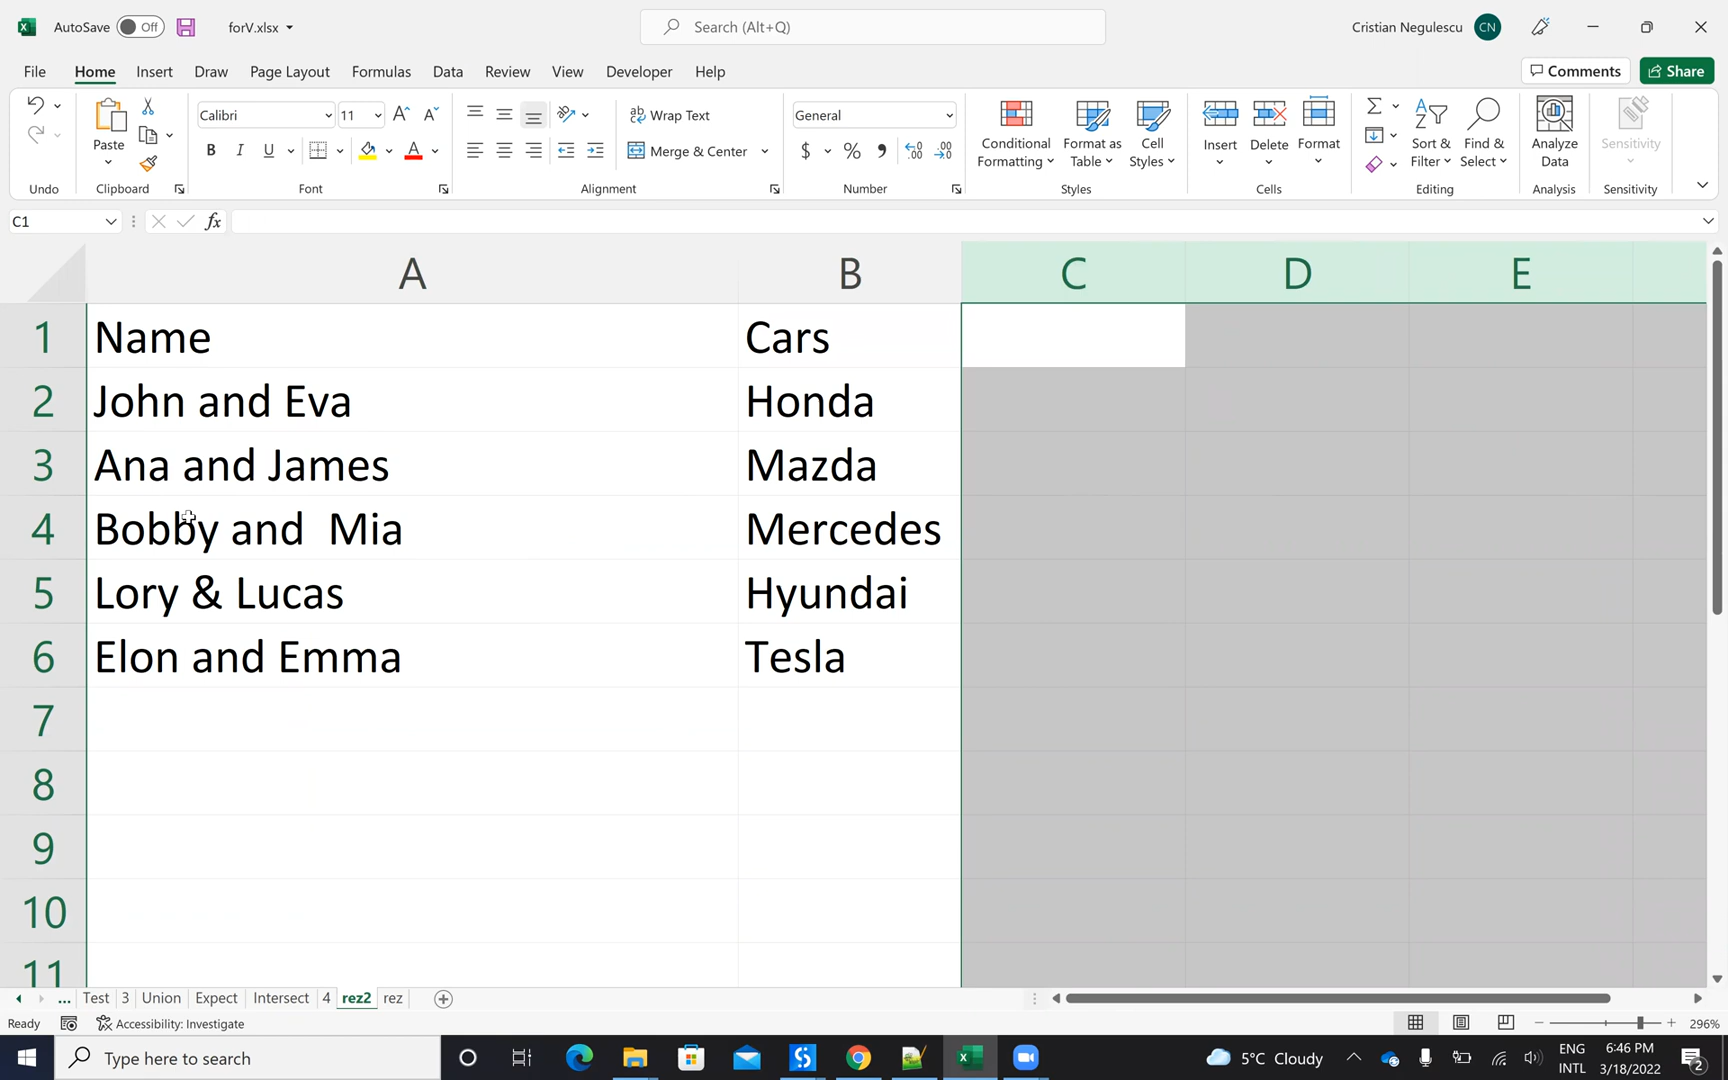 AutoSave Off forV.xlsx Search (Alt+Q) Cristian Negulescu CN
File Home Insert Draw Page Layout Formulas Data Review View Developer Help Comments Share
Calibri 11 Wrap Text General
Paste B I U A Merge & Center $ % Conditional Formatting Format as Table Cell Styles Insert Delete Format Sort & Filter Find & Select Analyze Data Sensitivity
Undo Clipboard Font Alignment Number Styles Cells Editing Analysis Sensitivity
C1 fx
A B C D E
1 Name Cars
2 John and Eva Honda
3 Ana and James Mazda
4 Bobby and  Mia Mercedes
5 Lory & Lucas Hyundai
6 Elon and Emma Tesla
7
8
9
10
11
... Test 3 Union Expect Intersect 4 rez2 rez
Ready Accessibility: Investigate 296%
Type here to search 5°C Cloudy ENG 6:46 PM
INTL 3/18/2022 2